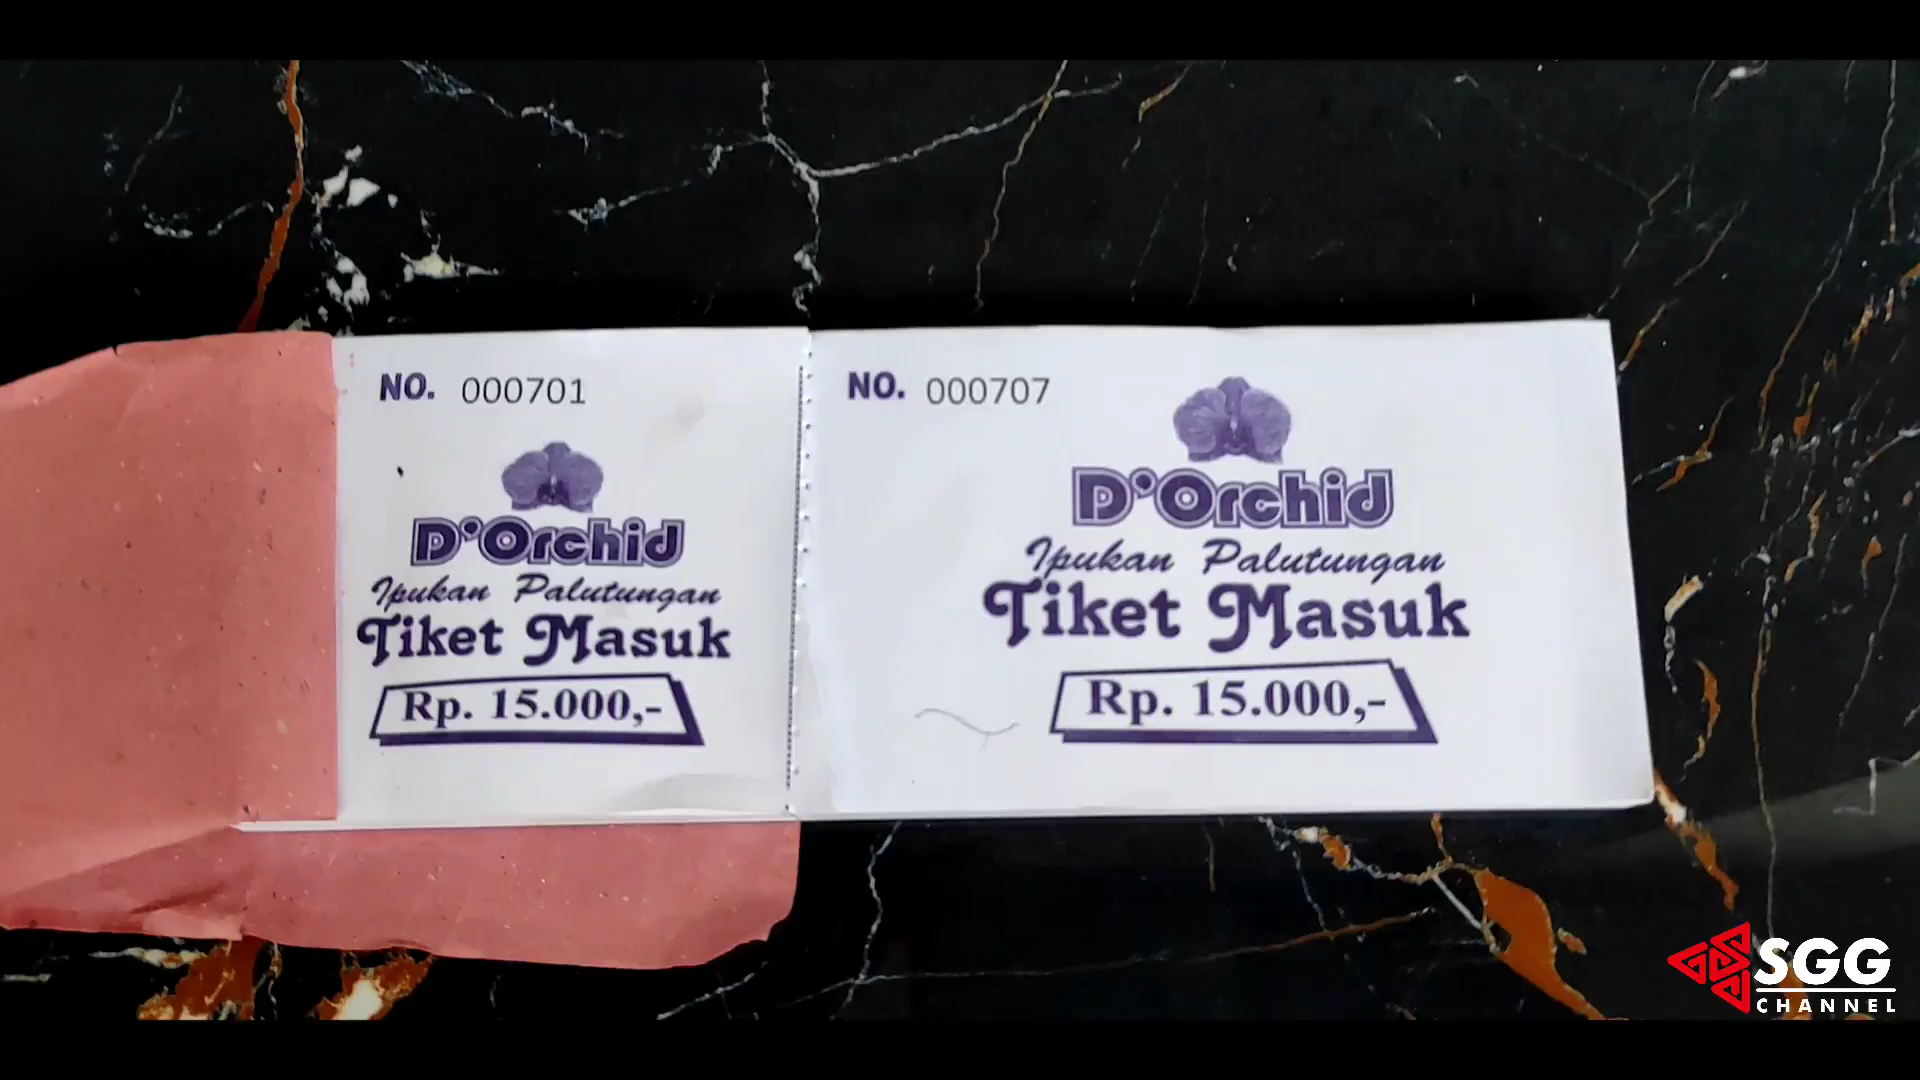 NO. 000701
D'Orchid
Ipukan Palutungan
Tiket Masuk
Rp. 15.000,-
NO. 000707
D'Orchid
Ipukan Palutungan
Tiket Masuk
Rp. 15.000,-
SGG
CHANNEL